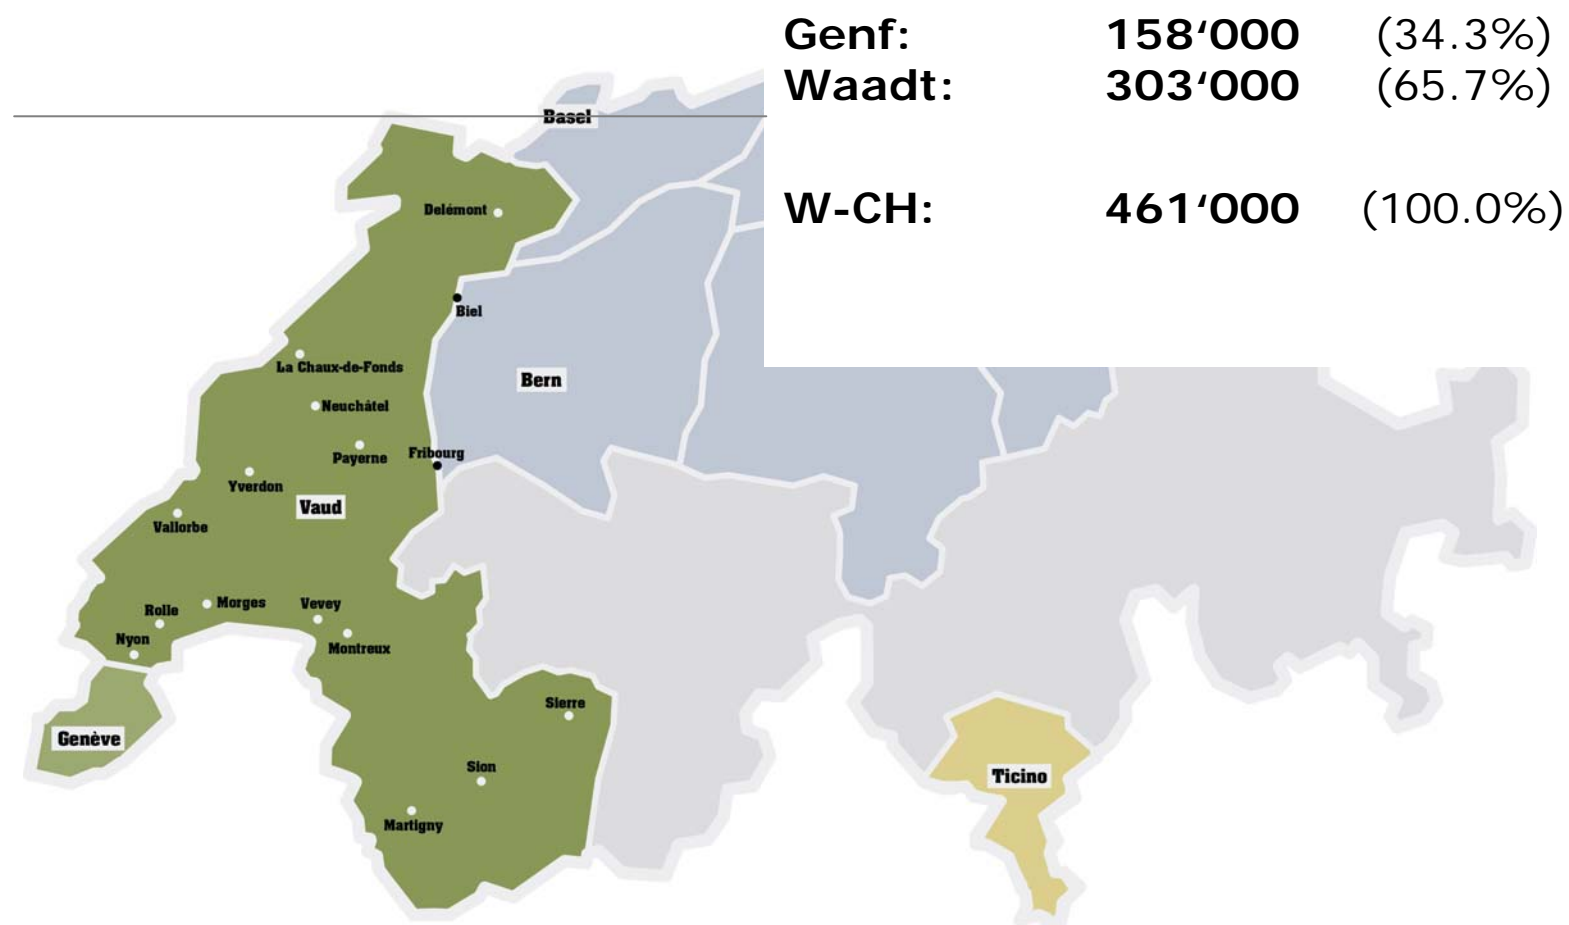 Genf: 158‘000 (34.3%)
Waadt: 303‘000 (65.7%)
W-CH: 461‘000 (100.0%)
Basel
Delémont
Biel
La Chaux-de-Fonds
Bern
Neuchâtel
Payerne
Fribourg
Yverdon
Vaud
Vallorbe
Rolle
Morges
Vevey
Nyon
Montreux
Sierre
Genève
Sion
Ticino
Martigny